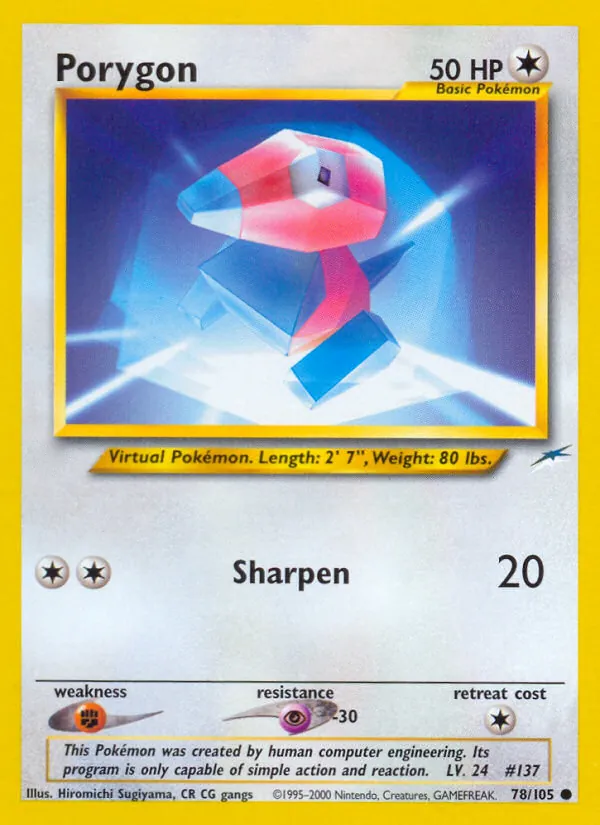 Porygon
50 HP
Basic Pokémon
Virtual Pokémon. Length: 2' 7", Weight: 80 lbs.
Sharpen 20
weakness resistance retreat cost
-30
This Pokémon was created by human computer engineering. Its
program is only capable of simple action and reaction. LV. 24 #137
Illus. Hiromichi Sugiyama, CR CG gangs ©1995-2000 Nintendo, Creatures, GAMEFREAK. 78/105